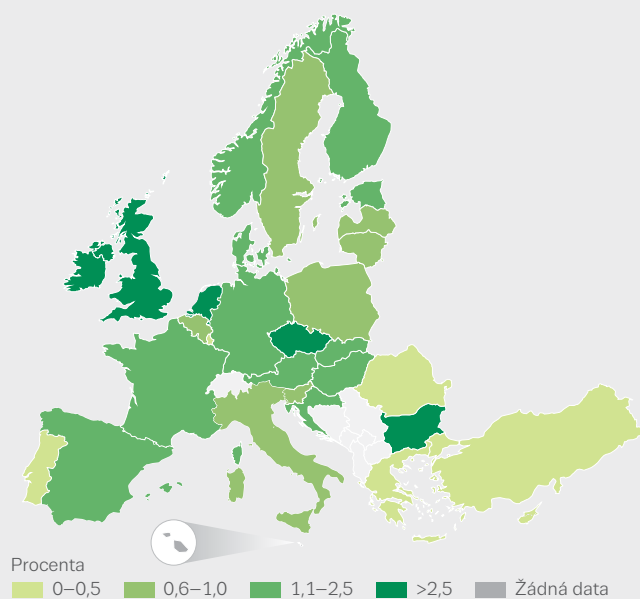 Procenta
0–0,5 0,6–1,0 1,1–2,5 >2,5 Žádná data